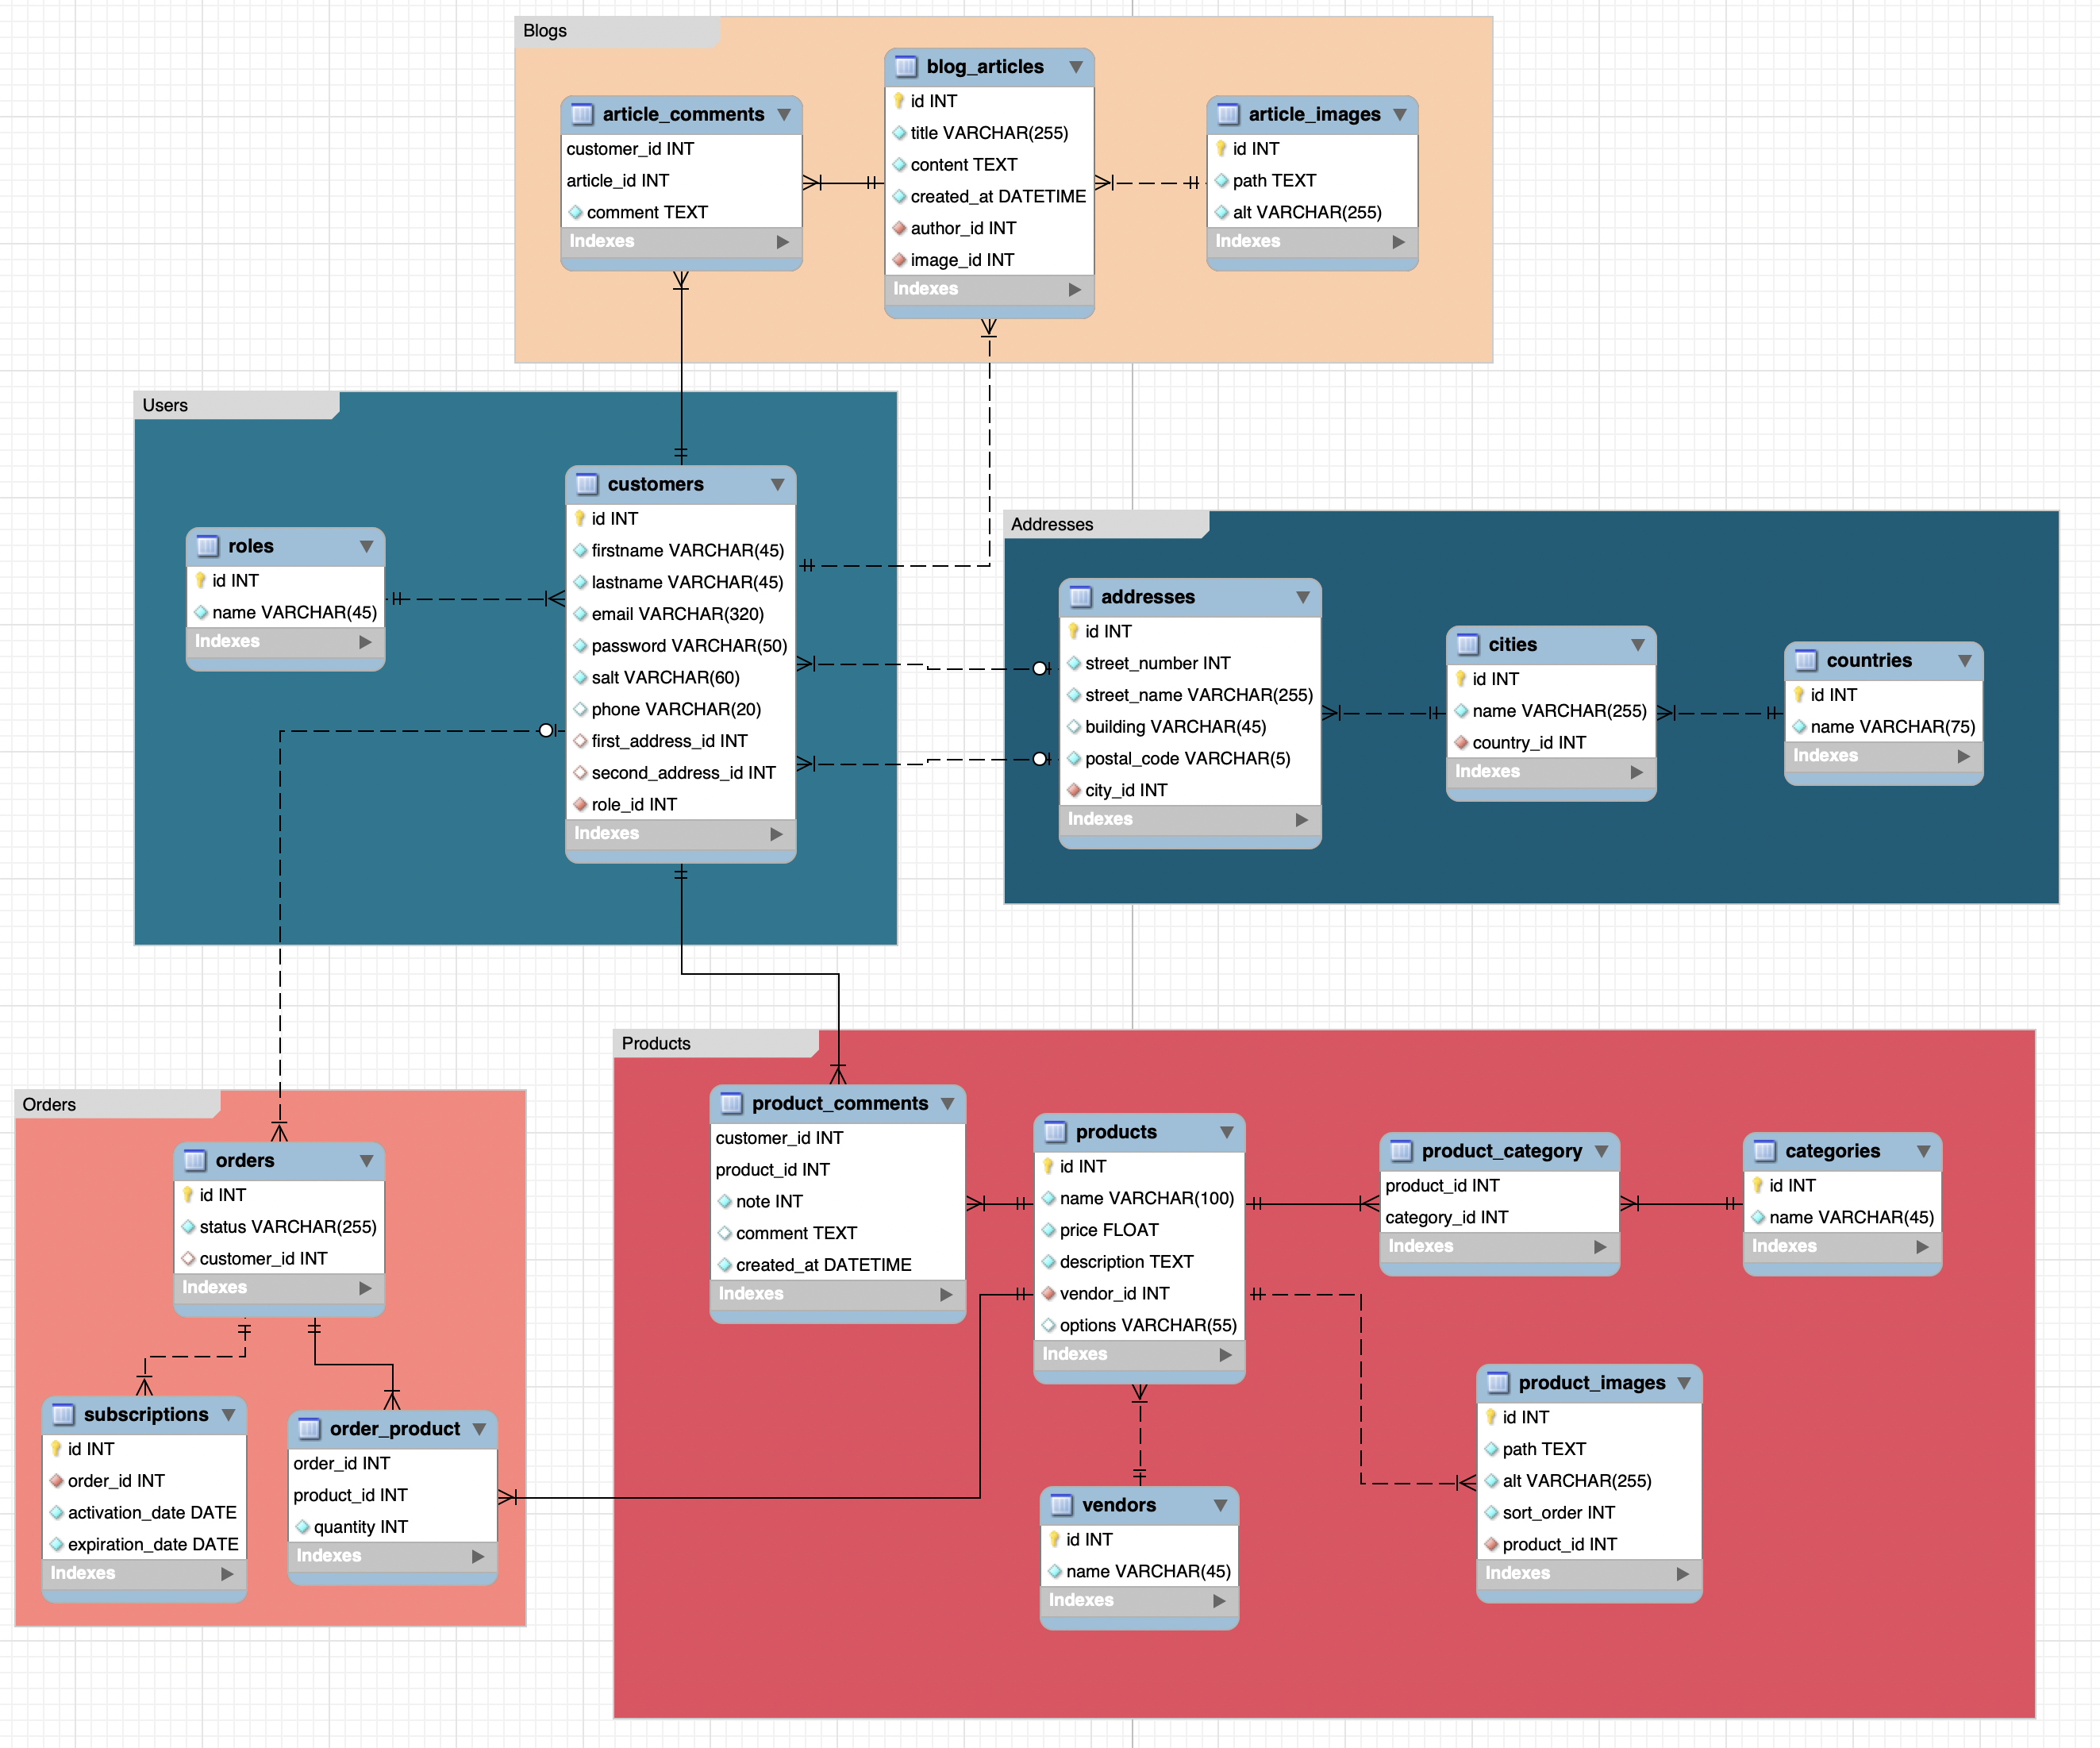 Blogs
article_comments
customer_id INT
article_id INT
comment TEXT
Indexes
blog_articles
id INT
title VARCHAR(255)
content TEXT
created_at DATETIME
author_id INT
image_id INT
Indexes
article_images
id INT
path TEXT
alt VARCHAR(255)
Indexes
Users
roles
id INT
name VARCHAR(45)
Indexes
customers
id INT
firstname VARCHAR(45)
lastname VARCHAR(45)
email VARCHAR(320)
password VARCHAR(50)
salt VARCHAR(60)
phone VARCHAR(20)
first_address_id INT
second_address_id INT
role_id INT
Indexes
Addresses
addresses
id INT
street_number INT
street_name VARCHAR(255)
building VARCHAR(45)
postal_code VARCHAR(5)
city_id INT
Indexes
cities
id INT
name VARCHAR(255)
country_id INT
Indexes
countries
id INT
name VARCHAR(75)
Indexes
Orders
orders
id INT
status VARCHAR(255)
customer_id INT
Indexes
subscriptions
id INT
order_id INT
activation_date DATE
expiration_date DATE
Indexes
order_product
order_id INT
product_id INT
quantity INT
Indexes
Products
product_comments
customer_id INT
product_id INT
note INT
comment TEXT
created_at DATETIME
Indexes
products
id INT
name VARCHAR(100)
price FLOAT
description TEXT
vendor_id INT
options VARCHAR(55)
Indexes
product_category
product_id INT
category_id INT
Indexes
categories
id INT
name VARCHAR(45)
Indexes
vendors
id INT
name VARCHAR(45)
Indexes
product_images
id INT
path TEXT
alt VARCHAR(255)
sort_order INT
product_id INT
Indexes